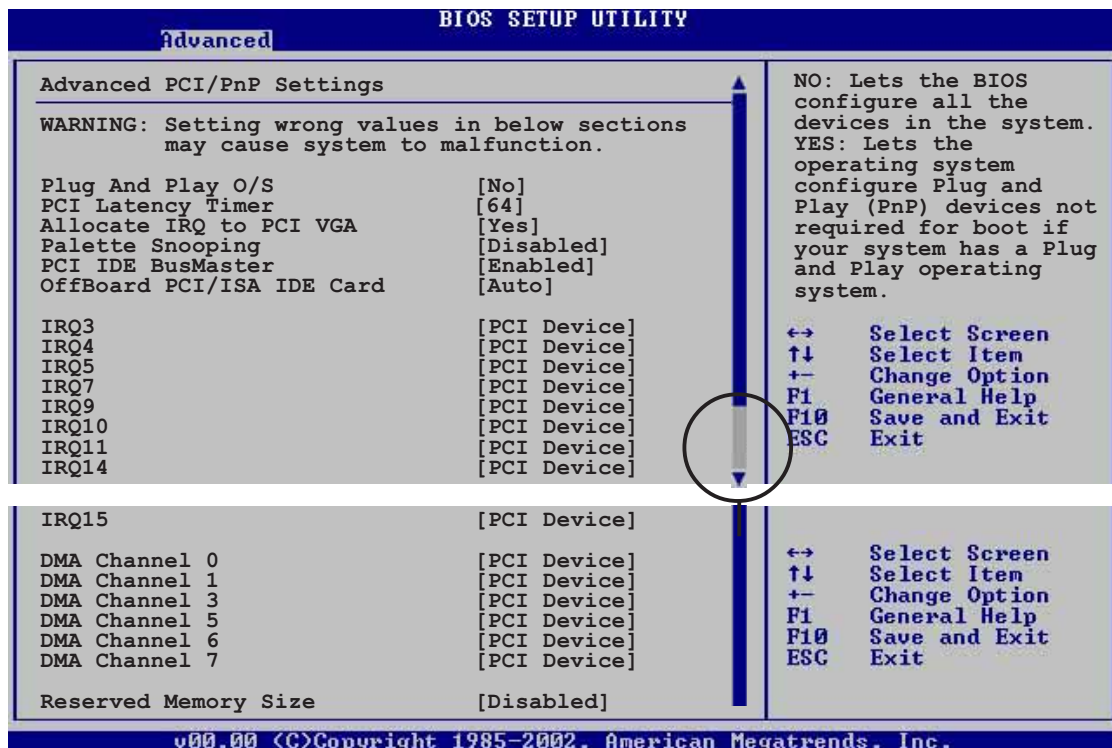 BIOS SETUP UTILITY
Advanced
Advanced PCI/PnP Settings
WARNING: Setting wrong values in below sections
may cause system to malfunction.
Plug And Play O/S [No]
PCI Latency Timer [64]
Allocate IRQ to PCI VGA [Yes]
Palette Snooping [Disabled]
PCI IDE BusMaster [Enabled]
OffBoard PCI/ISA IDE Card [Auto]
IRQ3 [PCI Device]
IRQ4 [PCI Device]
IRQ5 [PCI Device]
IRQ7 [PCI Device]
IRQ9 [PCI Device]
IRQ10 [PCI Device]
IRQ11 [PCI Device]
IRQ14 [PCI Device]
NO: Lets the BIOS
configure all the
devices in the system.
YES: Lets the
operating system
configure Plug and
Play (PnP) devices not
required for boot if
your system has a Plug
and Play operating
system.
←→ Select Screen
↑↓ Select Item
+- Change Option
F1 General Help
F10 Save and Exit
ESC Exit
IRQ15 [PCI Device]
DMA Channel 0 [PCI Device]
DMA Channel 1 [PCI Device]
DMA Channel 3 [PCI Device]
DMA Channel 5 [PCI Device]
DMA Channel 6 [PCI Device]
DMA Channel 7 [PCI Device]
Reserved Memory Size [Disabled]
←→ Select Screen
↑↓ Select Item
+- Change Option
F1 General Help
F10 Save and Exit
ESC Exit
v00.00 (C)Copyright 1985-2002, American Megatrends, Inc.